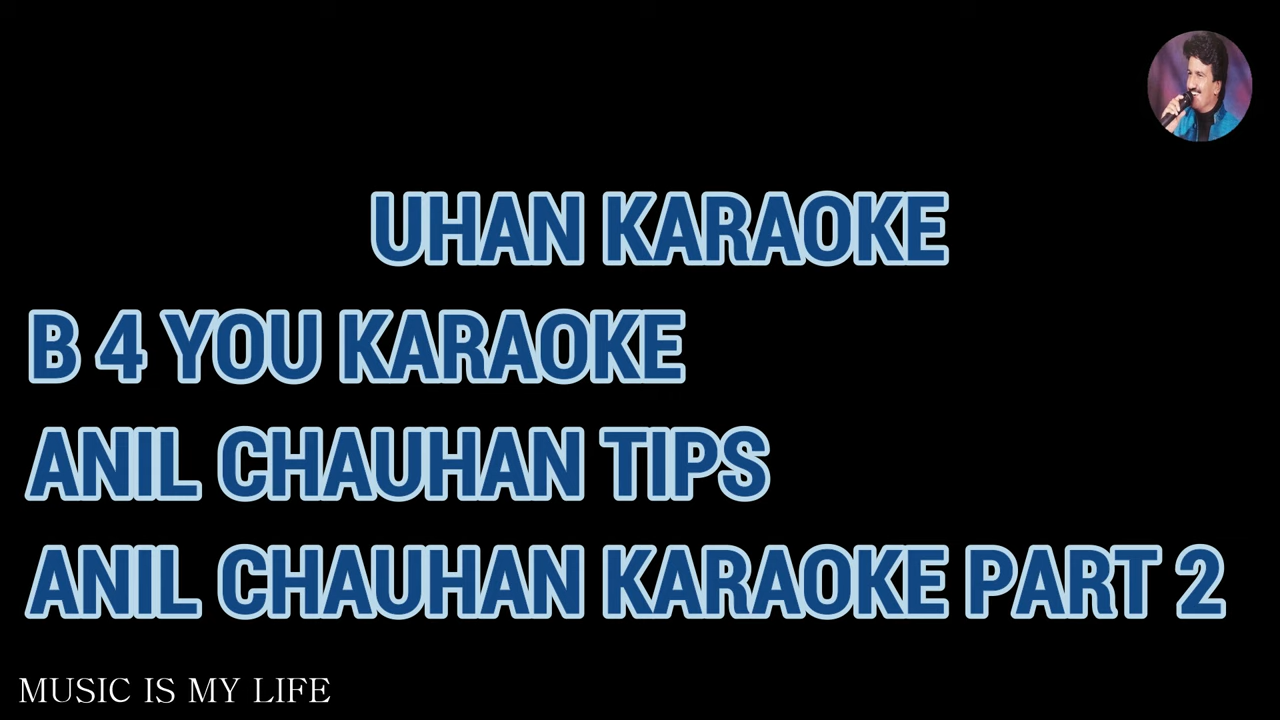 UHAN KARAOKE
B 4 YOU KARAOKE
ANIL CHAUHAN TIPS
ANIL CHAUHAN KARAOKE PART 2
MUSIC IS MY LIFE